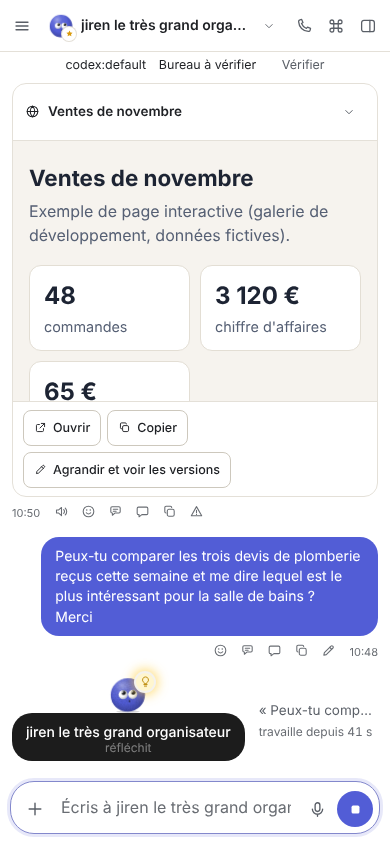 jiren le très grand orga...
codex:default Bureau à vérifier Vérifier
Ventes de novembre
Ventes de novembre
Exemple de page interactive (galerie de
développement, données fictives).
48
commandes
3 120 €
chiffre d'affaires
65 €
Ouvrir
Copier
Agrandir et voir les versions
10:50
Peux-tu comparer les trois devis de plomberie
reçus cette semaine et me dire lequel est le
plus intéressant pour la salle de bains ?
Merci
10:48
jiren le très grand organisateur
réfléchit
« Peux-tu comp...
travaille depuis 41 s
Écris à jiren le très grand organ